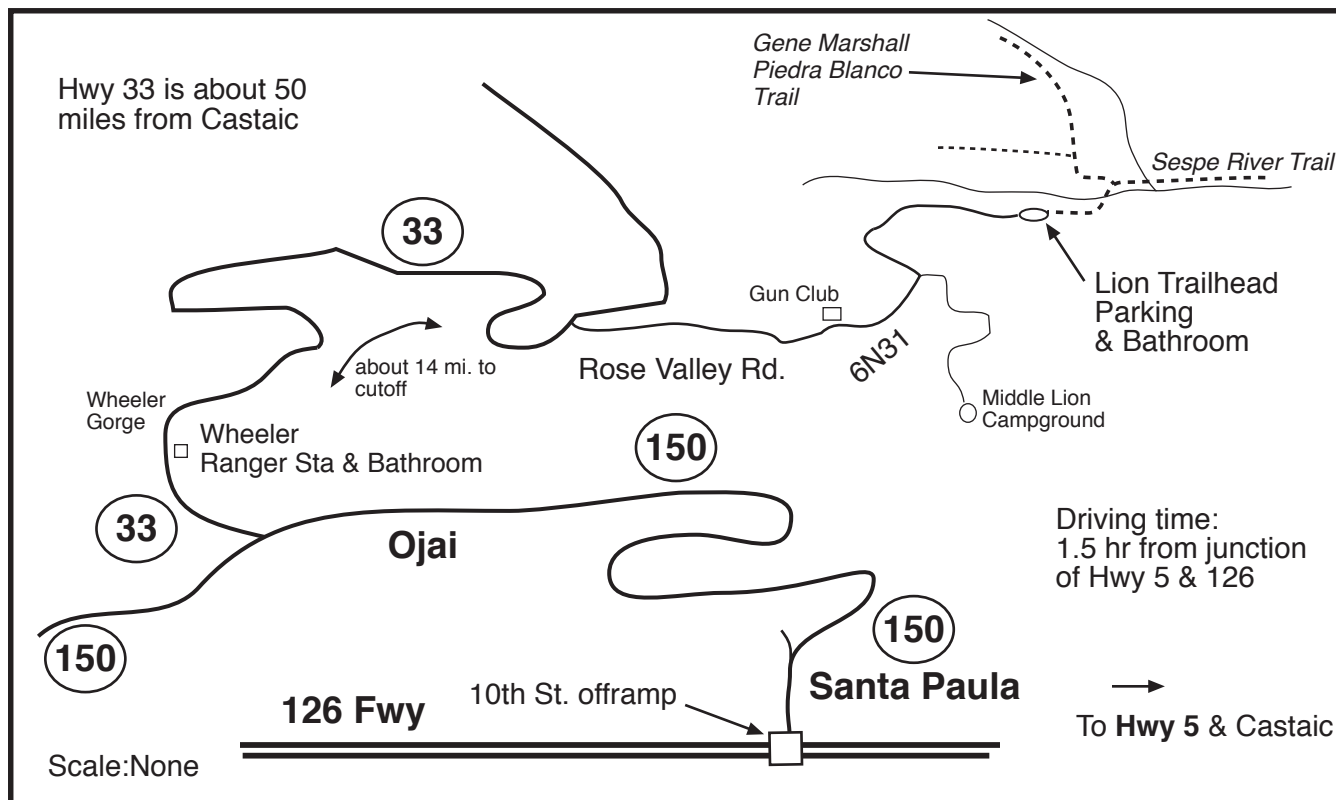 Gene Marshall
Piedra Blanco
Trail
Hwy 33 is about 50
miles from Castaic
Sespe River Trail
33
Gun Club
Lion Trailhead
Parking
& Bathroom
6N31
Rose Valley Rd.
about 14 mi. to
cutoff
Wheeler
Gorge
Middle Lion
Campground
Wheeler
Ranger Sta & Bathroom
150
33
Ojai
Driving time:
1.5 hr from junction
of Hwy 5 & 126
150
150
Santa Paula
10th St. offramp
126 Fwy
To Hwy 5 & Castaic
Scale:None